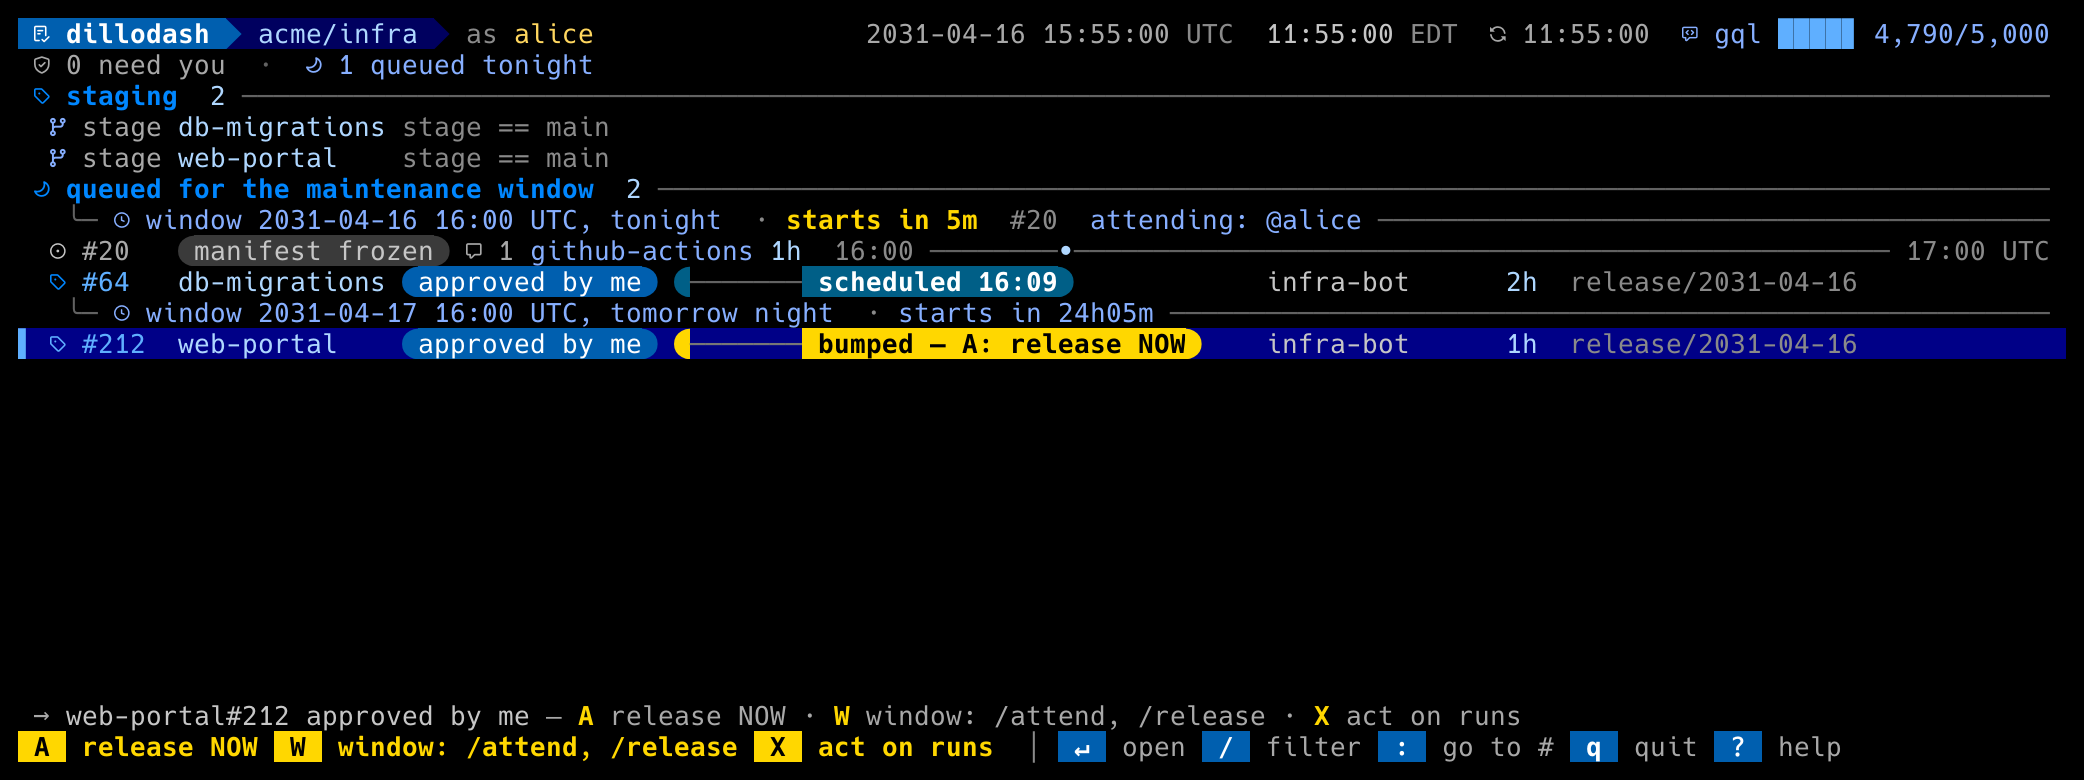 dillodash acme/infra as alice 2031-04-16 15:55:00 UTC 11:55:00 EDT 11:55:00 gql 4,790/5,000
0 need you · 1 queued tonight
staging 2
stage db-migrations stage == main
stage web-portal stage == main
queued for the maintenance window 2
window 2031-04-16 16:00 UTC, tonight · starts in 5m #20 attending: @alice
#20 manifest frozen 1 github-actions 1h 16:00 17:00 UTC
#64 db-migrations approved by me scheduled 16:09 infra-bot 2h release/2031-04-16
window 2031-04-17 16:00 UTC, tomorrow night · starts in 24h05m
#212 web-portal approved by me bumped — A: release NOW infra-bot 1h release/2031-04-16
→ web-portal#212 approved by me — A release NOW · W window: /attend, /release · X act on runs
A release NOW W window: /attend, /release X act on runs │ ↵ open / filter : go to # q quit ? help